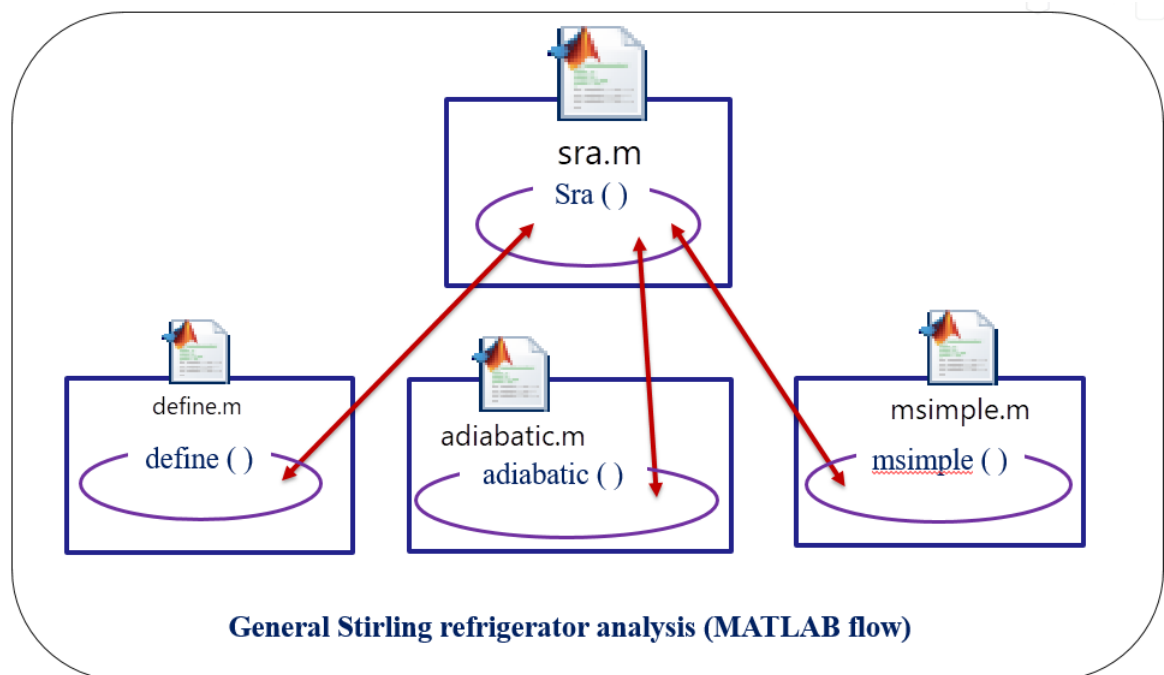 sra.m
Sra ( )
define.m
define ( )
adiabatic.m
adiabatic ( )
msimple.m
msimple ( )
General Stirling refrigerator analysis (MATLAB flow)